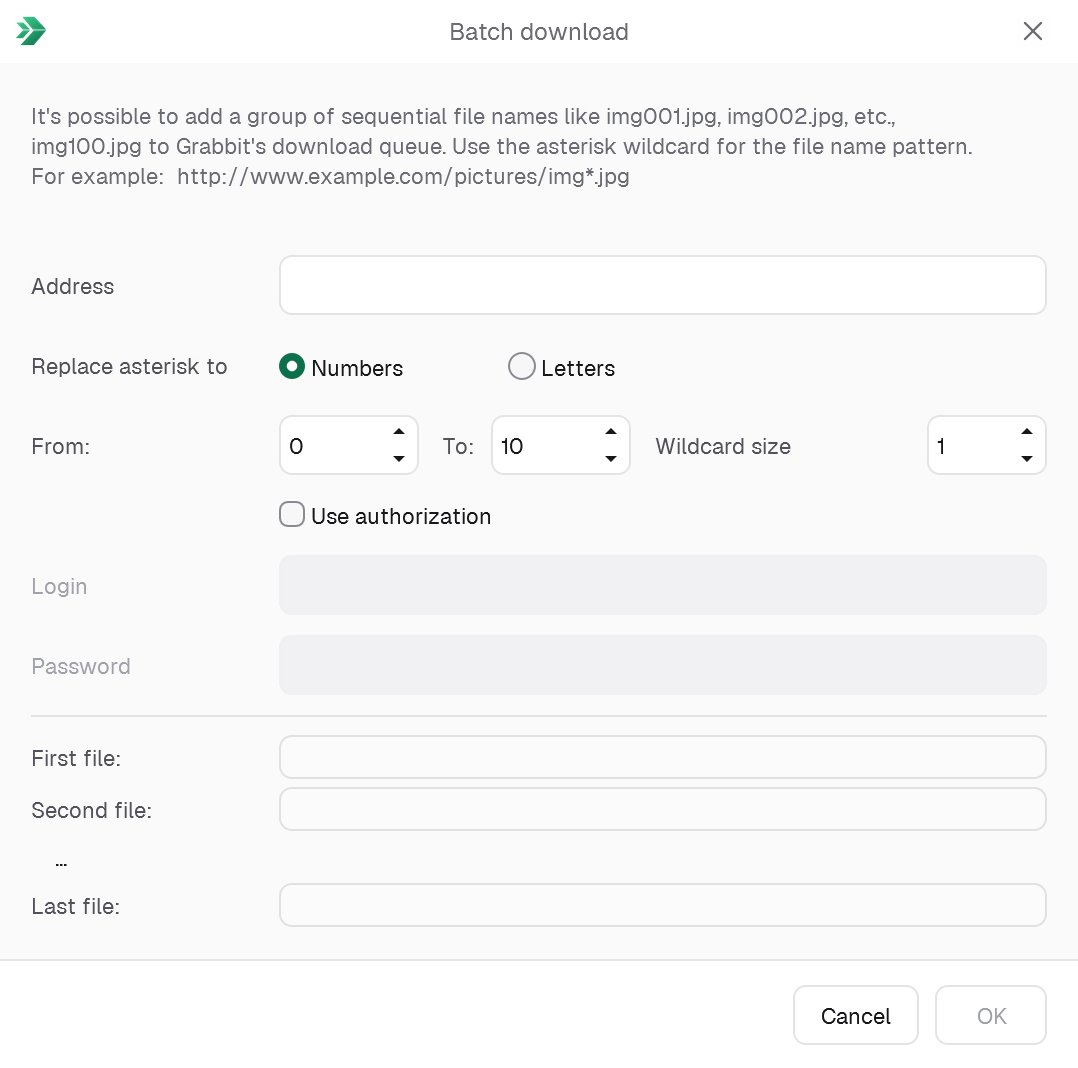 Batch download
It's possible to add a group of sequential file names like img001.jpg, img002.jpg, etc.,
img100.jpg to Grabbit's download queue. Use the asterisk wildcard for the file name pattern.
For example:  http://www.example.com/pictures/img*.jpg
Address
Replace asterisk to Numbers Letters
From: 0 To: 10 Wildcard size 1
Use authorization
Login
Password
First file:
Second file:
...
Last file:
Cancel OK